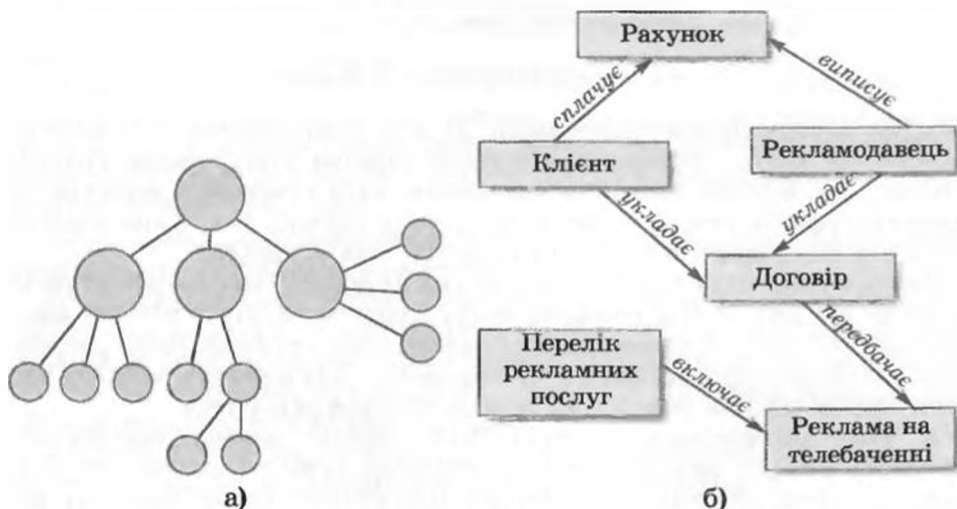 Рахунок
сплачує
виписує
Клієнт
Рекламодавець
укладає
укладає
Договір
передбачає
Перелік
рекламних
послуг
включає
Реклама на
телебаченні
а)
б)